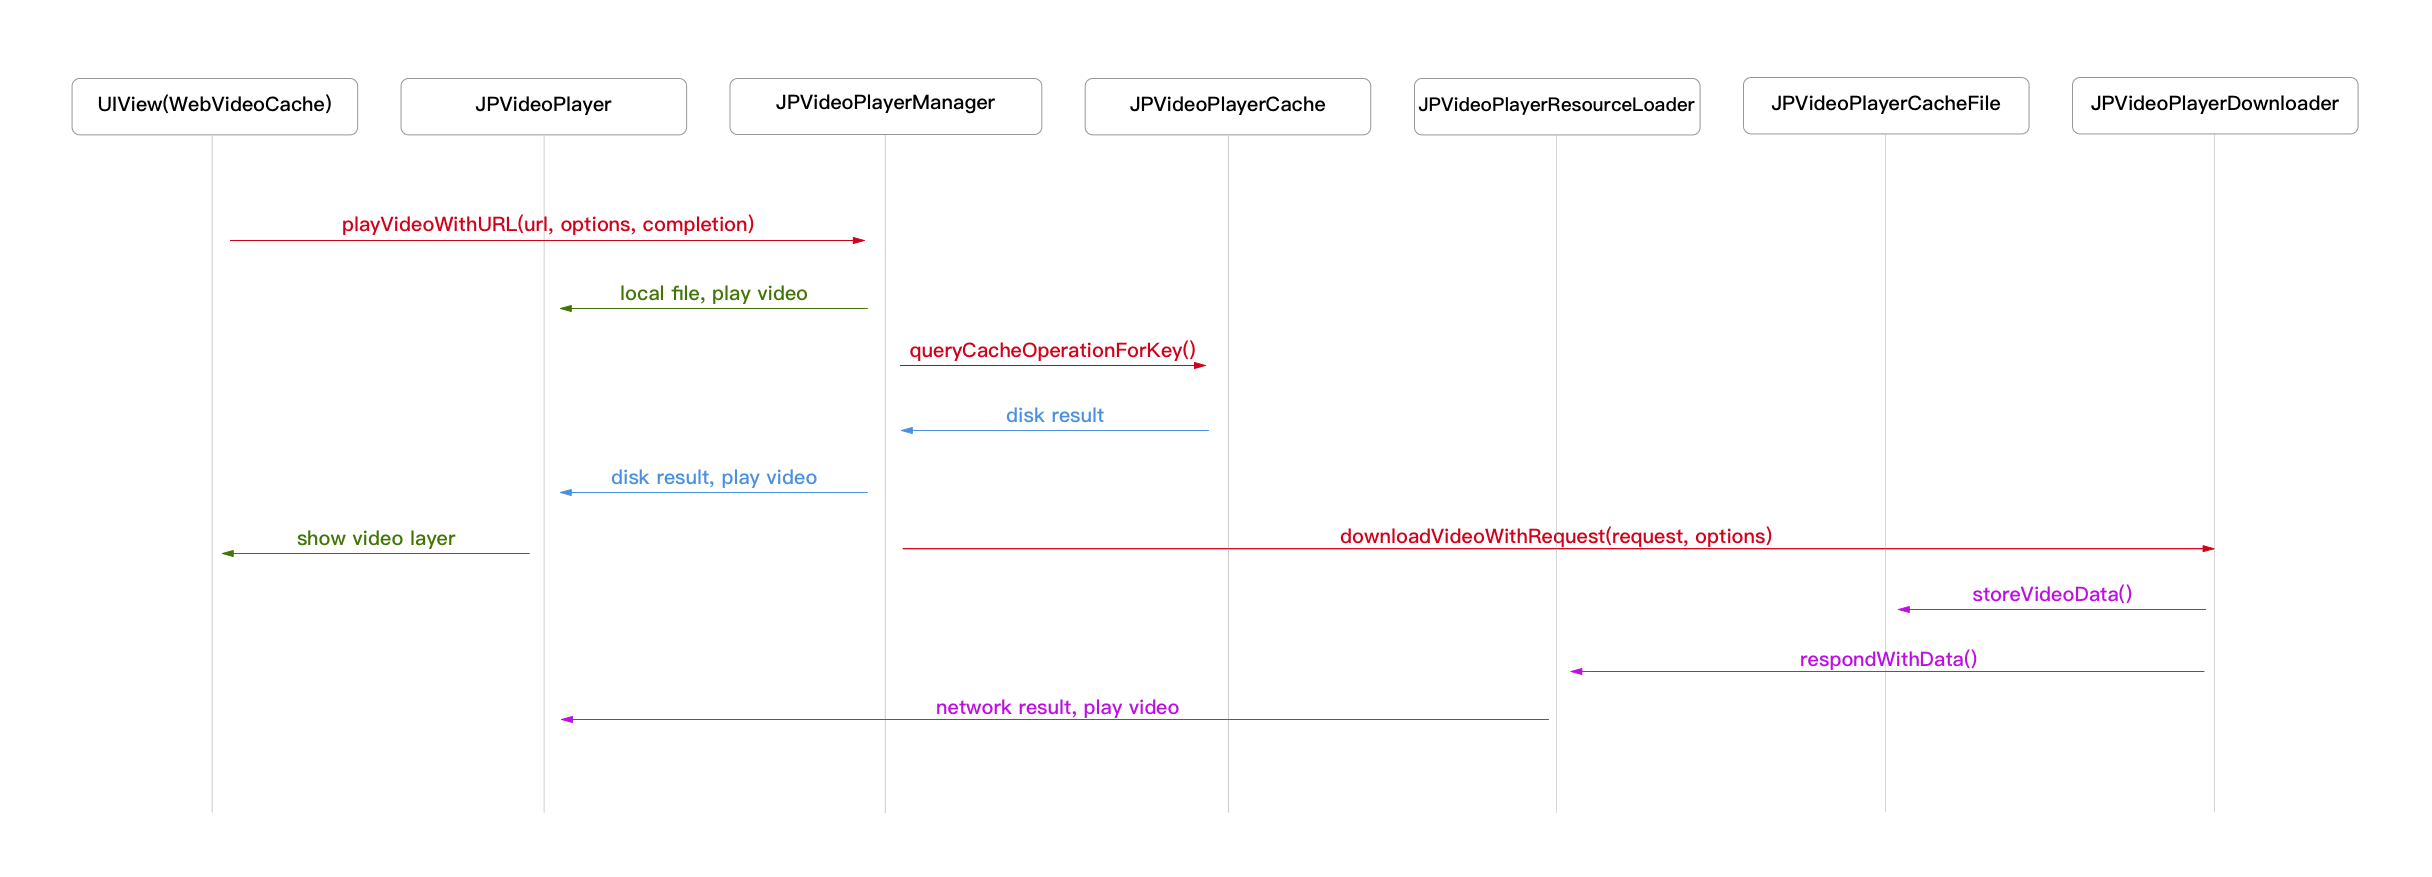 UIView(WebVideoCache)
JPVideoPlayer
JPVideoPlayerManager
JPVideoPlayerCache
JPVideoPlayerResourceLoader
JPVideoPlayerCacheFile
JPVideoPlayerDownloader
playVideoWithURL(url, options, completion)
local file, play video
queryCacheOperationForKey()
disk result
disk result, play video
show video layer
downloadVideoWithRequest(request, options)
storeVideoData()
respondWithData()
network result, play video